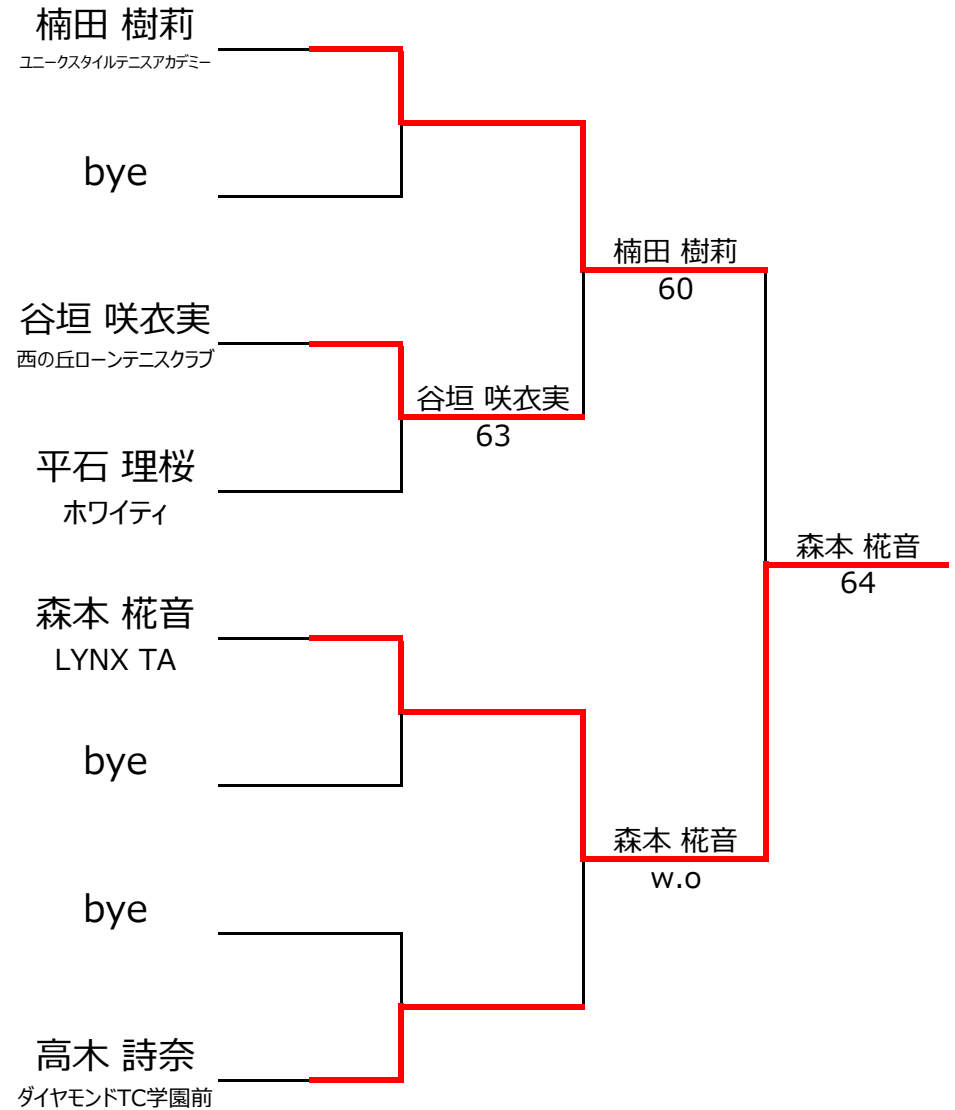 楠田 樹莉
ユニークスタイルテニスアカデミー
bye
谷垣 咲衣実
西の丘ローンテニスクラブ
平石 理桜
ホワイティ
森本 椛音
LYNX TA
bye
bye
高木 詩奈
ダイヤモンドTC学園前
谷垣 咲衣実
63
楠田 樹莉
60
森本 椛音
w.o
森本 椛音
64